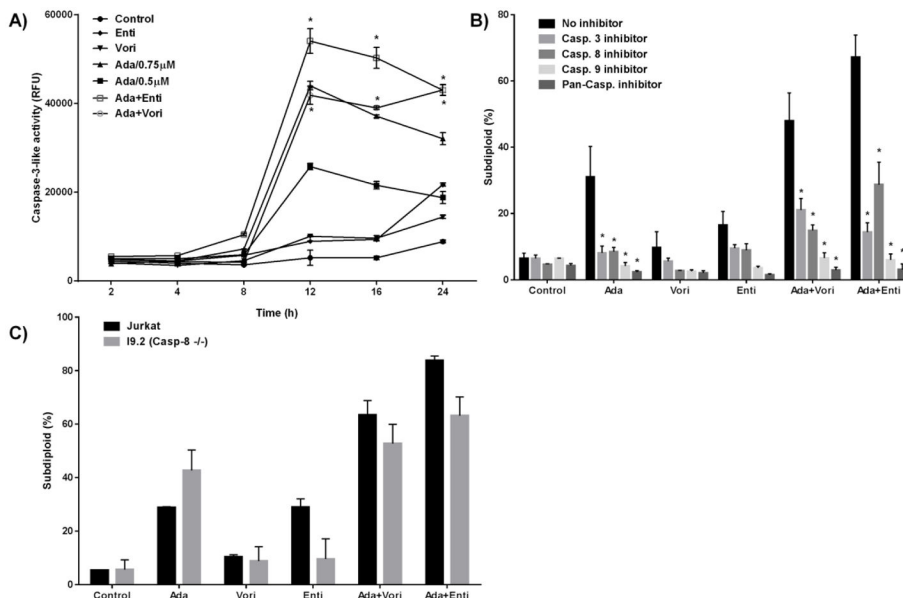 A)
Control
Enti
Vori
Ada/0.75μM
Ada/0.5μM
Ada+Enti
Ada+Vori
Caspase-3-like activity (RFU)
60000
40000
20000
0
2 4 8 12 16 24
Time (h)
* * * * * *
B)
No inhibitor
Casp. 3 inhibitor
Casp. 8 inhibitor
Casp. 9 inhibitor
Pan-Casp. inhibitor
Subdiploid (%)
80
60
40
20
0
* * * * * * * * * * * *
Control Ada Vori Enti Ada+Vori Ada+Enti
C)
Jurkat
I9.2 (Casp-8 -/-)
Subdiploid (%)
100
80
60
40
20
0
Control Ada Vori Enti Ada+Vori Ada+Enti